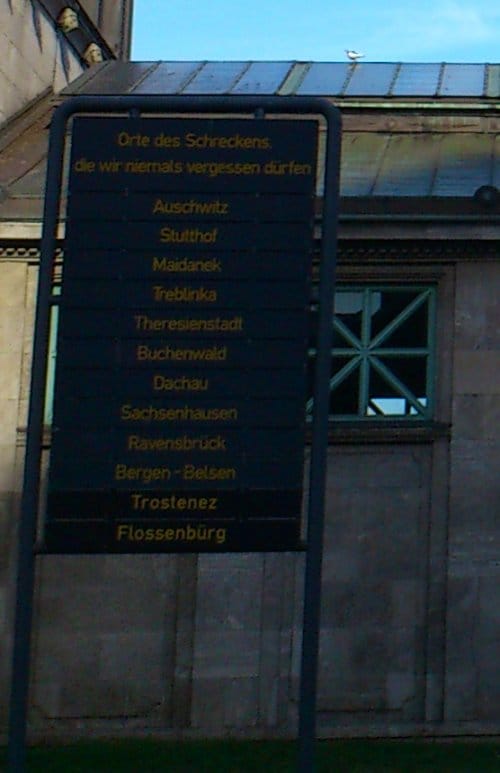 Orte des Schreckens,
die wir niemals vergessen dürfen
Auschwitz
Stutthof
Maidanek
Treblinka
Theresienstadt
Buchenwald
Dachau
Sachsenhausen
Ravensbrück
Bergen-Belsen
Trostenez
Flossenbürg